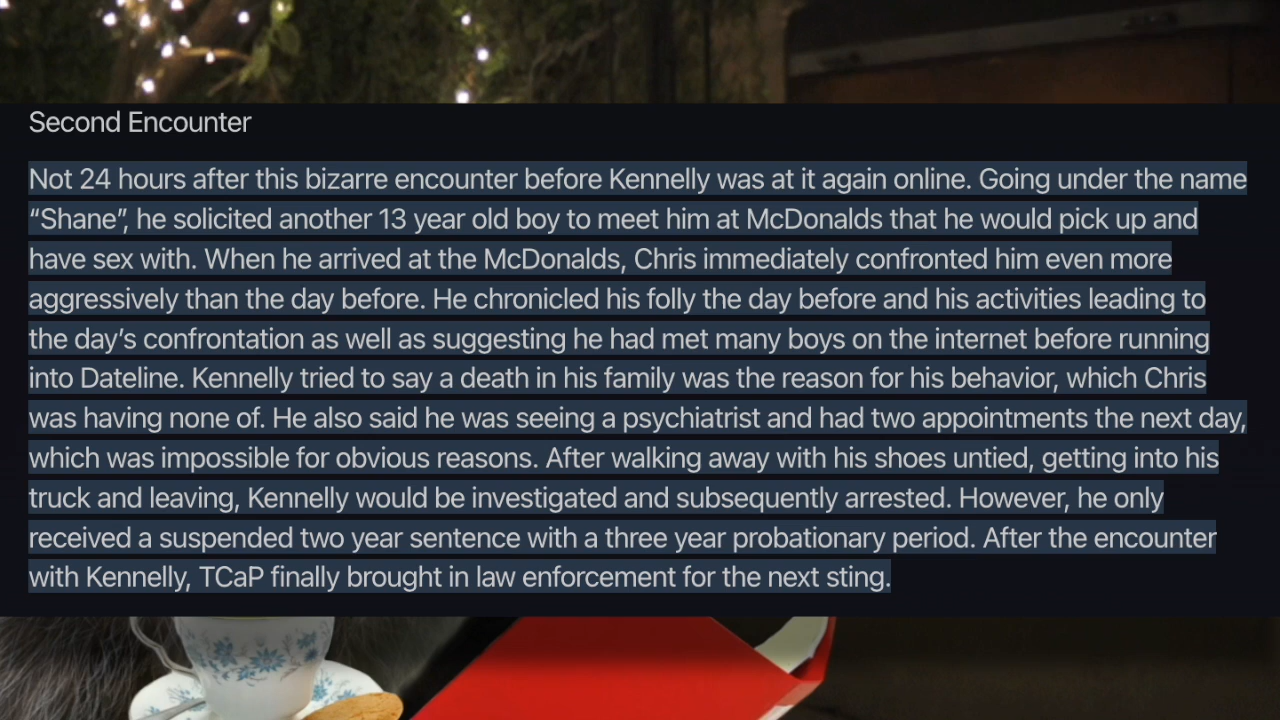 Second Encounter
Not 24 hours after this bizarre encounter before Kennelly was at it again online. Going under the name
“Shane”, he solicited another 13 year old boy to meet him at McDonalds that he would pick up and
have sex with. When he arrived at the McDonalds, Chris immediately confronted him even more
aggressively than the day before. He chronicled his folly the day before and his activities leading to
the day’s confrontation as well as suggesting he had met many boys on the internet before running
into Dateline. Kennelly tried to say a death in his family was the reason for his behavior, which Chris
was having none of. He also said he was seeing a psychiatrist and had two appointments the next day,
which was impossible for obvious reasons. After walking away with his shoes untied, getting into his
truck and leaving, Kennelly would be investigated and subsequently arrested. However, he only
received a suspended two year sentence with a three year probationary period. After the encounter
with Kennelly, TCaP finally brought in law enforcement for the next sting.